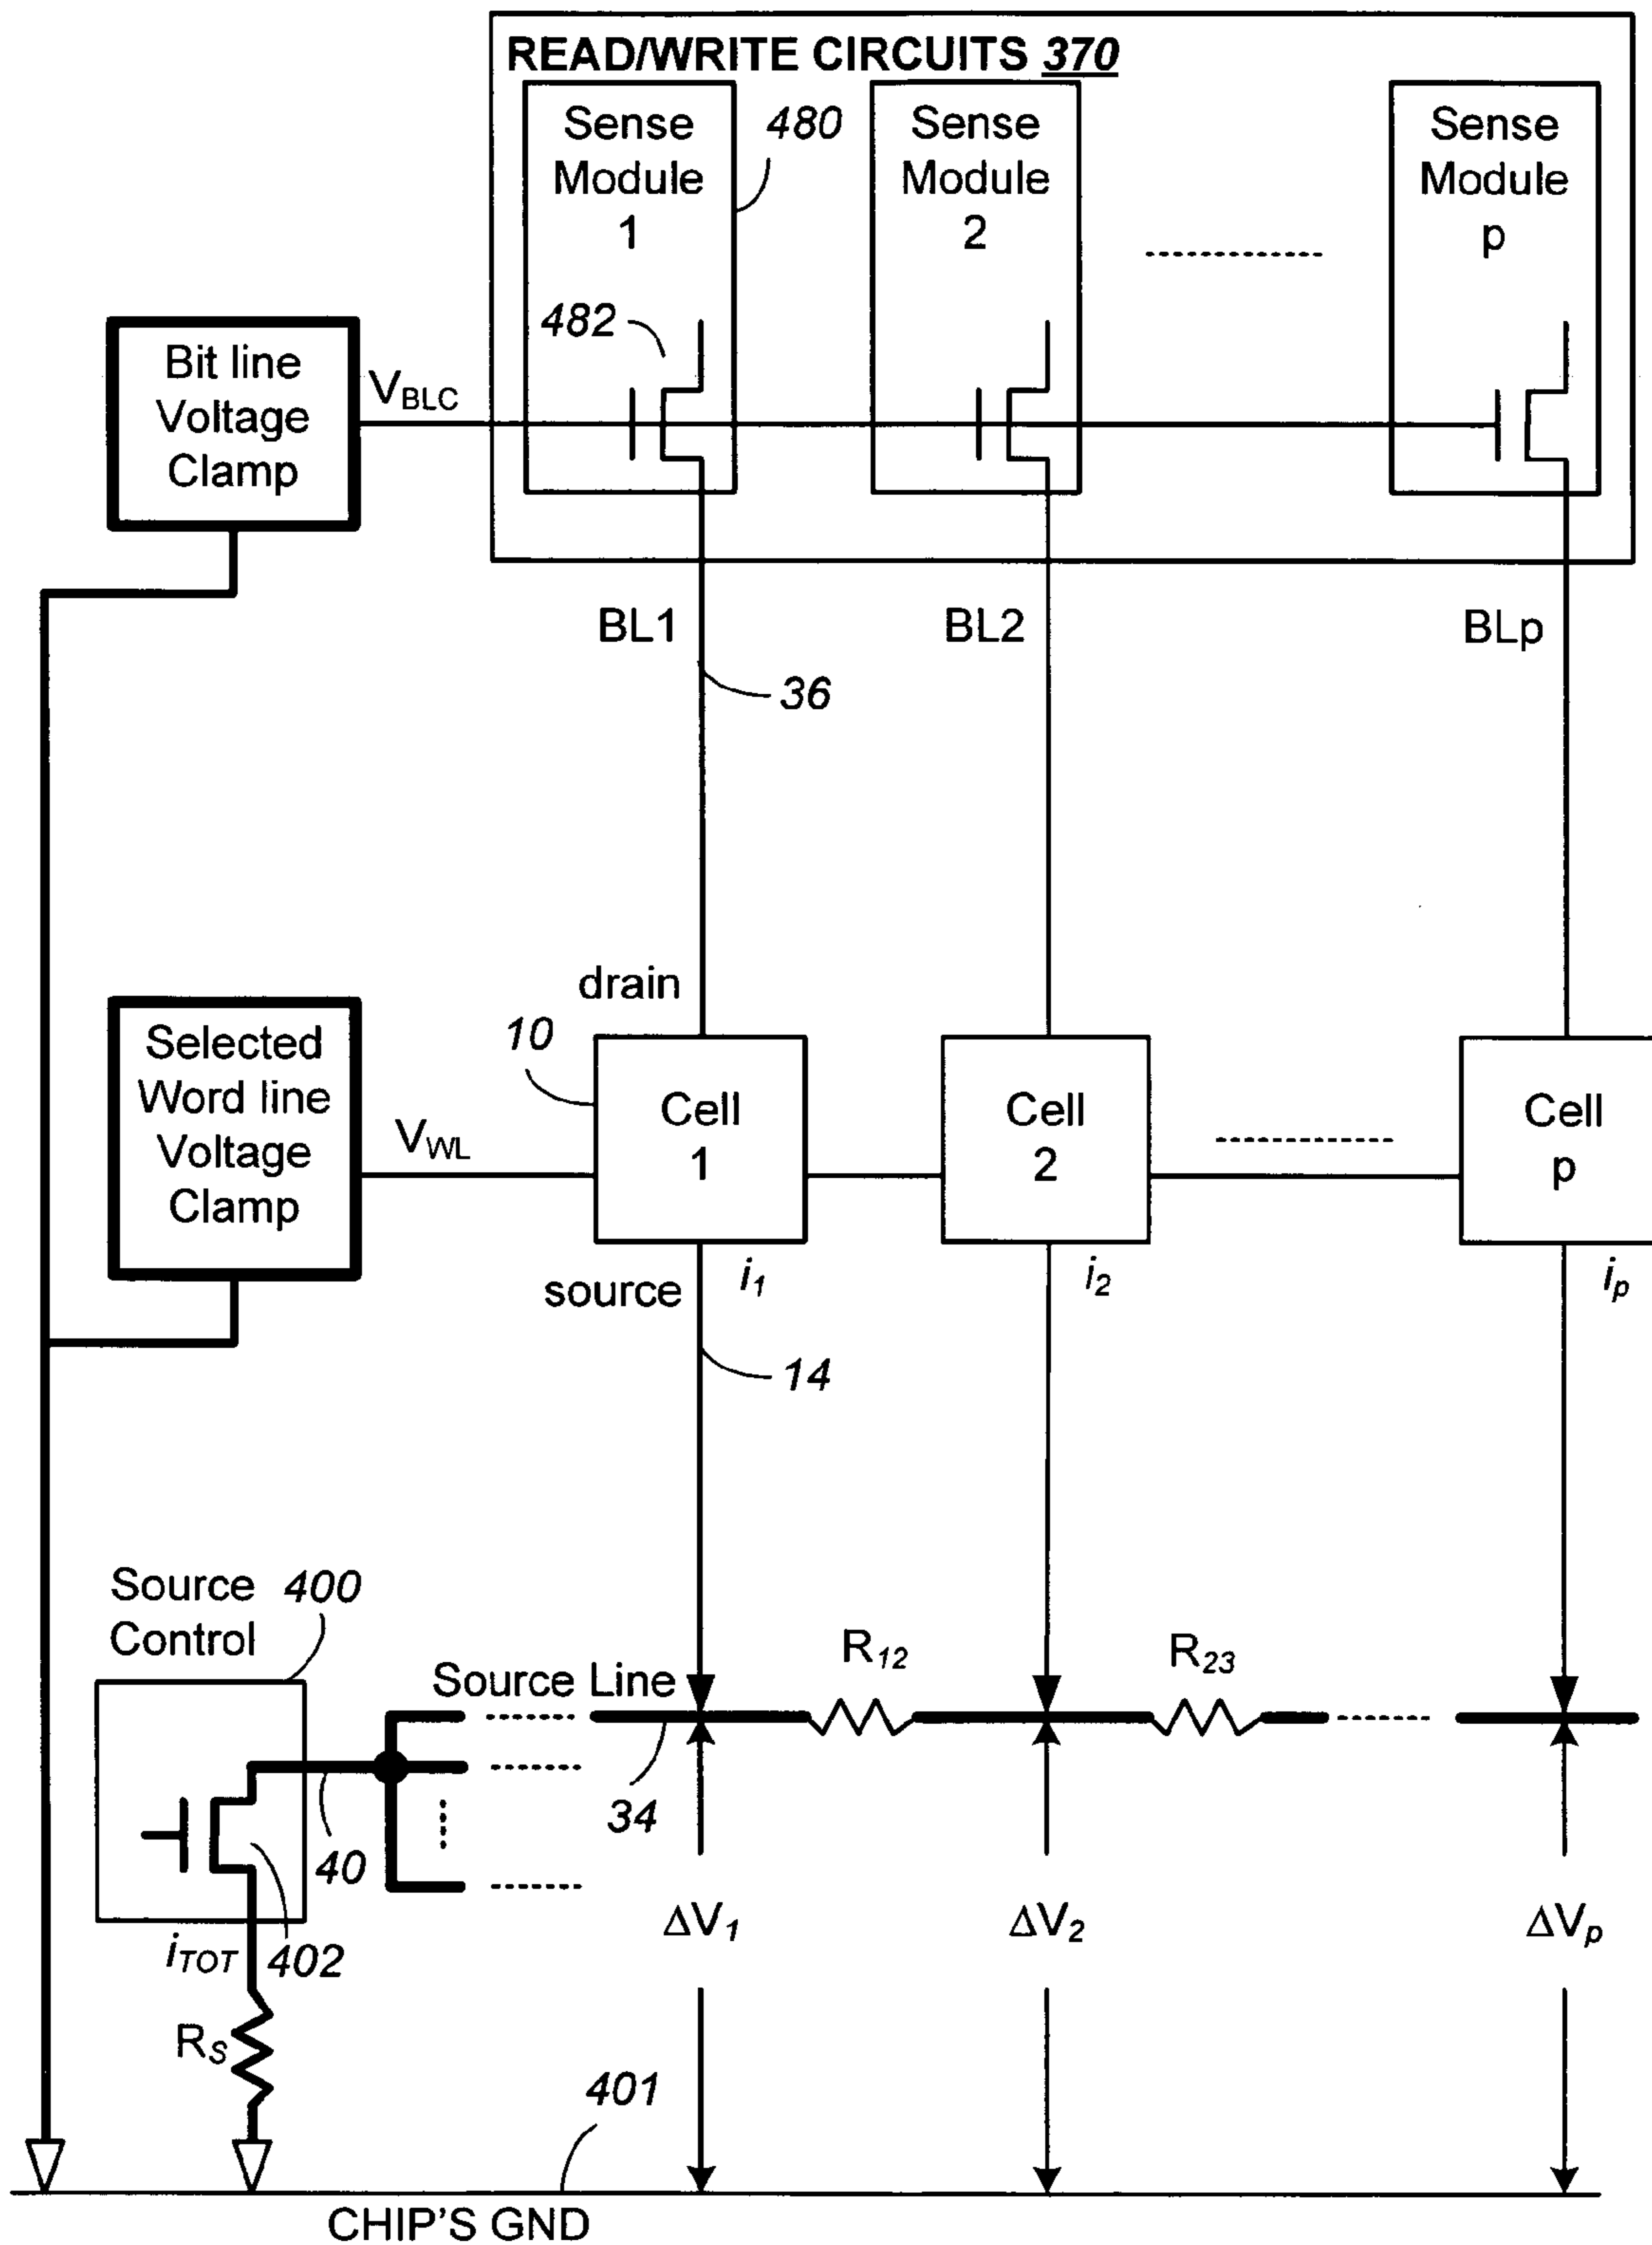 READ/WRITE CIRCUITS 370
Sense
Module
1
480
Sense
Module
2
Sense
Module
p
482
Bit line
Voltage
Clamp
VBLC
BL1
BL2
BLp
36
drain
10
Selected
Word line
Voltage
Clamp
VWL
Cell
1
Cell
2
Cell
p
source
i1
i2
ip
14
Source
Control
400
Source Line
R12
R23
34
40
iTOT
402
ΔV1
ΔV2
ΔVp
RS
401
CHIP'S GND